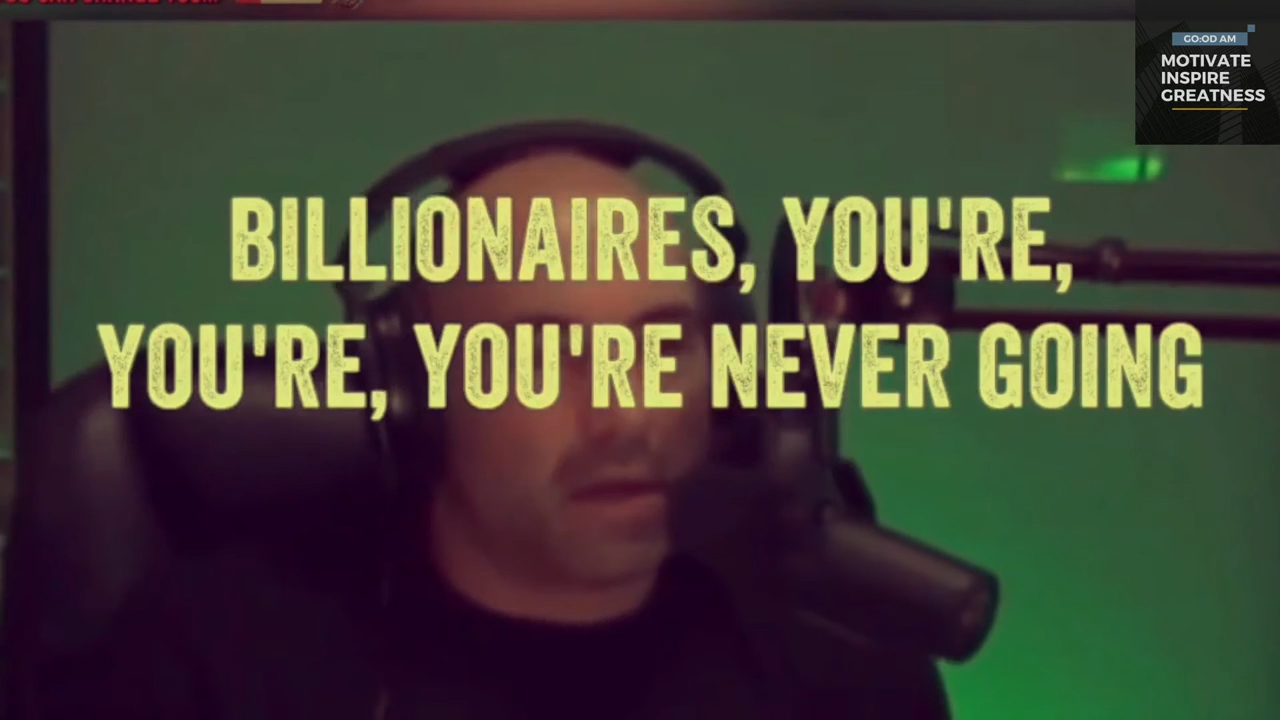 GO:OD AM
MOTIVATE
INSPIRE
GREATNESS
BILLIONAIRES, YOU'RE,
YOU'RE, YOU'RE NEVER GOING